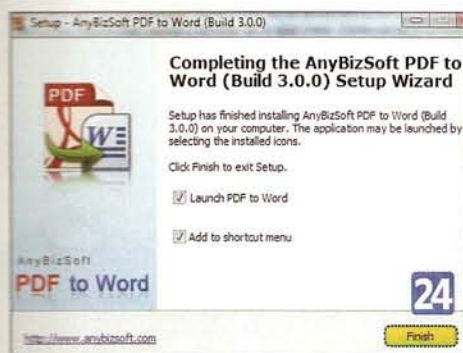 Setup - AnyBizSoft PDF to Word (Build 3.0.0)
Completing the AnyBizSoft PDF to
Word (Build 3.0.0) Setup Wizard
Setup has finished installing AnyBizSoft PDF to Word (Build
3.0.0) on your computer. The application may be launched by
selecting the installed icons.
Click Finish to exit Setup.
Launch PDF to Word
Add to shortcut menu
PDF
W
AnyBizSoft
PDF to Word
24
http://www.anybizsoft.com
Finish